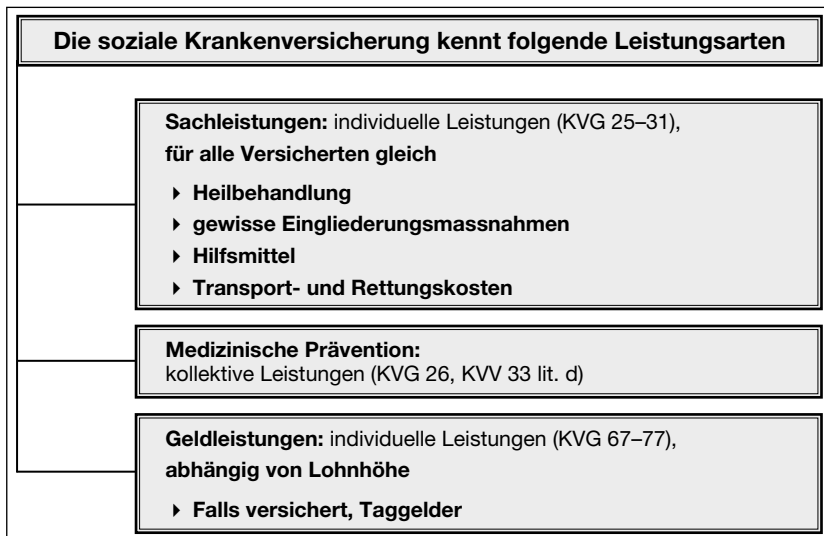 Die soziale Krankenversicherung kennt folgende Leistungsarten
Sachleistungen: individuelle Leistungen (KVG 25–31),
für alle Versicherten gleich
▸ Heilbehandlung
▸ gewisse Eingliederungsmassnahmen
▸ Hilfsmittel
▸ Transport- und Rettungskosten
Medizinische Prävention:
kollektive Leistungen (KVG 26, KVV 33 lit. d)
Geldleistungen: individuelle Leistungen (KVG 67–77),
abhängig von Lohnhöhe
▸ Falls versichert, Taggelder